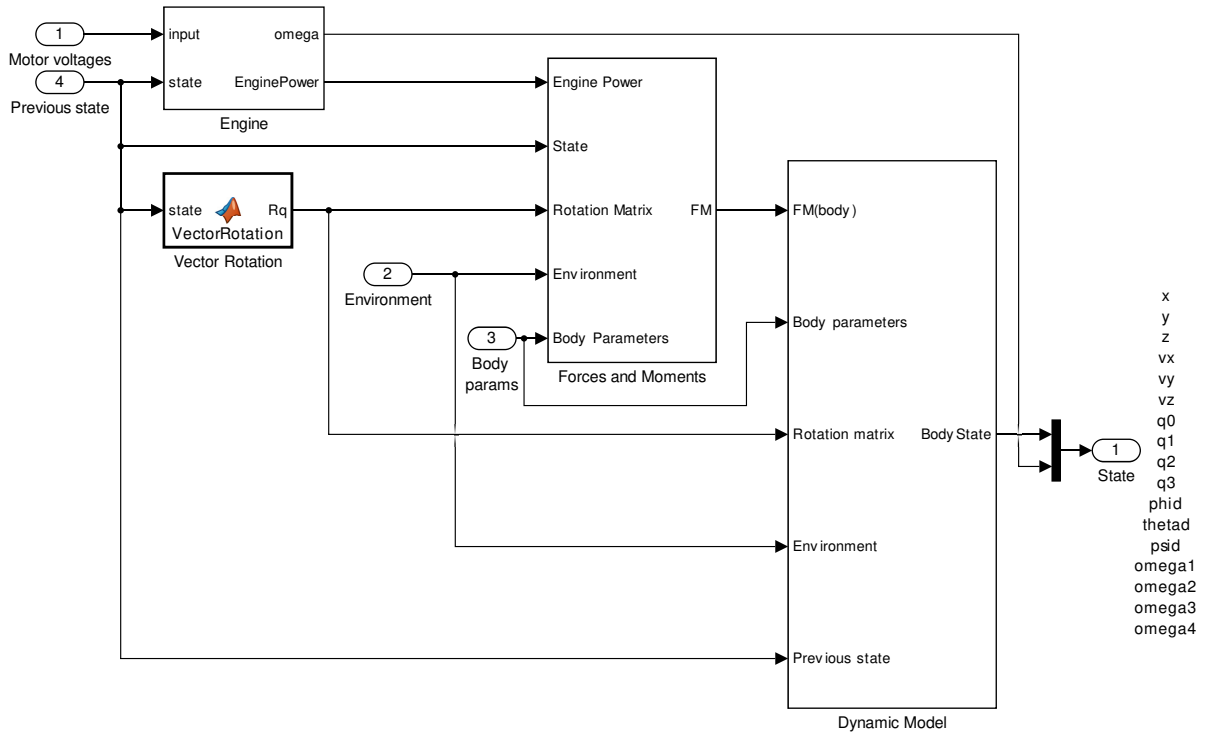 1
Motor voltages
4
Previous state
input
omega
state
EnginePower
Engine
state
Rq
VectorRotation
Vector Rotation
2
Environment
3
Body
params
Engine Power
State
Rotation Matrix
FM
Environment
Body Parameters
Forces and Moments
FM(body)
Body parameters
Rotation matrix
Body State
Environment
Previous state
Dynamic Model
1
State
x
y
z
vx
vy
vz
q0
q1
q2
q3
phid
thetad
psid
omega1
omega2
omega3
omega4